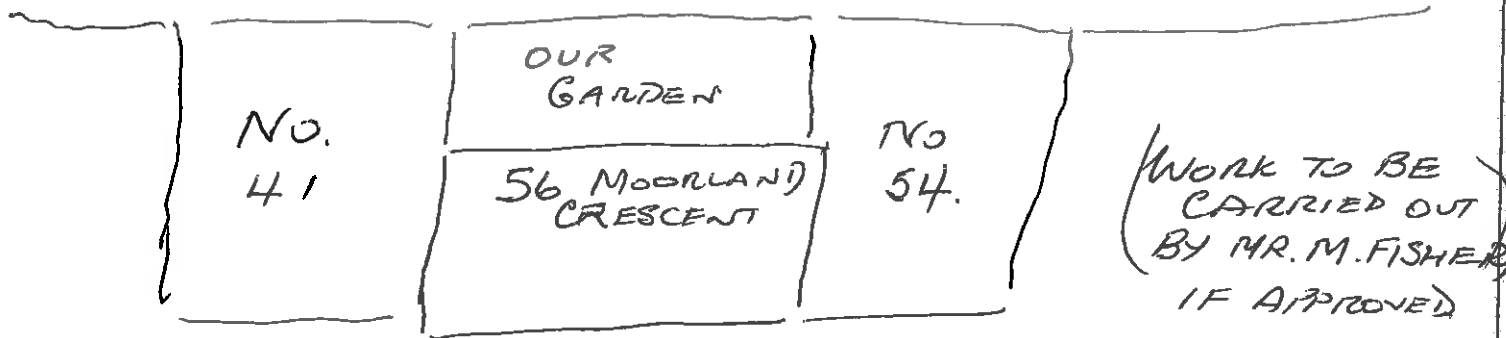 No.
41
OUR
GARDEN
56 MOORLAND
CRESCENT
No
54.
(WORK TO BE
CARRIED OUT
BY MR. M. FISHER)
IF APPROVED